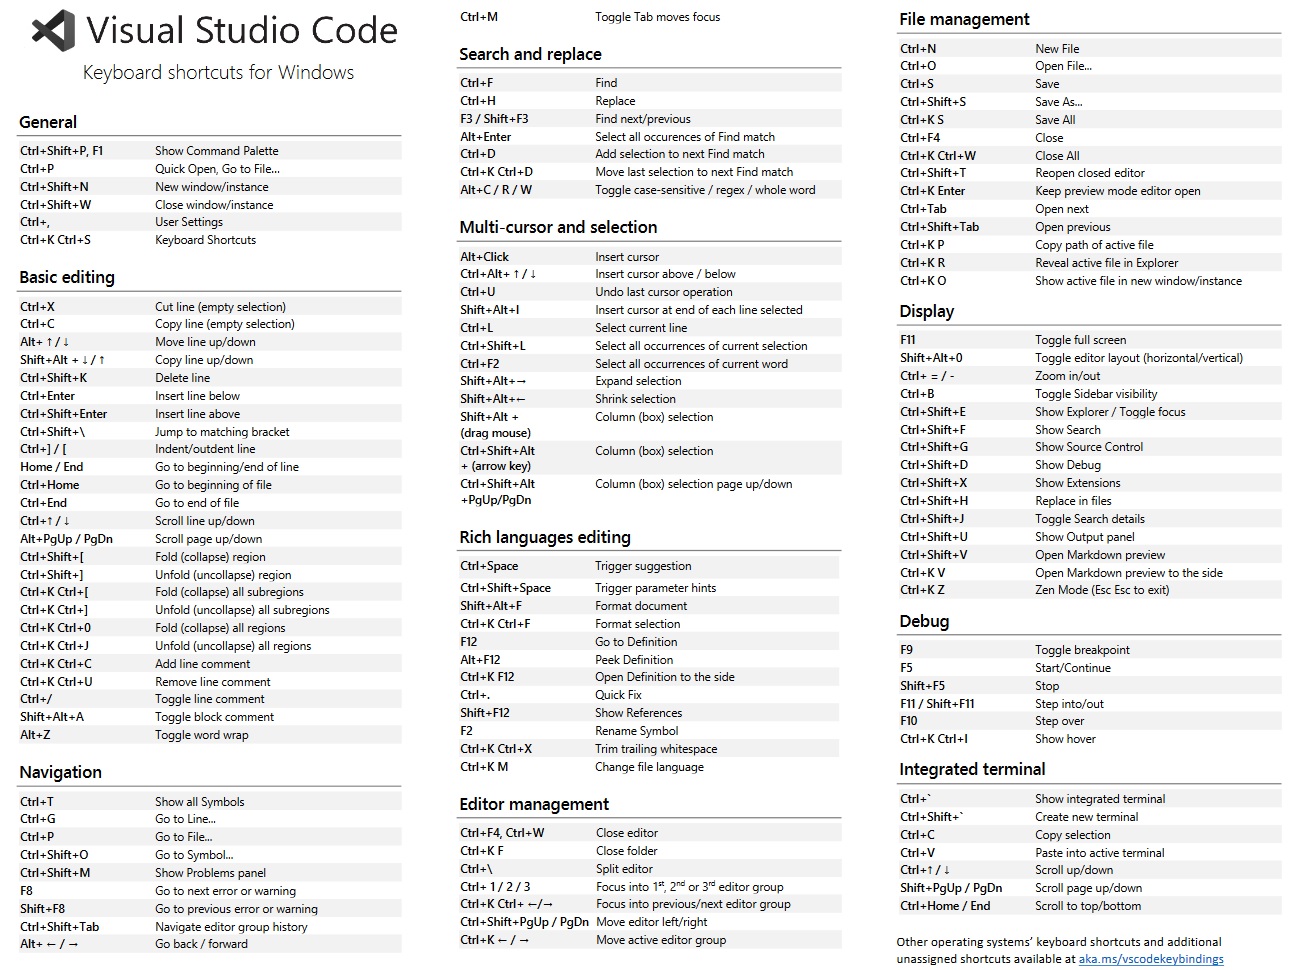 Visual Studio Code
Keyboard shortcuts for Windows
General
Ctrl+Shift+P, F1 Show Command Palette
Ctrl+P Quick Open, Go to File...
Ctrl+Shift+N New window/instance
Ctrl+Shift+W Close window/instance
Ctrl+, User Settings
Ctrl+K Ctrl+S Keyboard Shortcuts
Basic editing
Ctrl+X Cut line (empty selection)
Ctrl+C Copy line (empty selection)
Alt+ ↑ / ↓ Move line up/down
Shift+Alt + ↓ / ↑ Copy line up/down
Ctrl+Shift+K Delete line
Ctrl+Enter Insert line below
Ctrl+Shift+Enter Insert line above
Ctrl+Shift+\ Jump to matching bracket
Ctrl+] / [ Indent/outdent line
Home / End Go to beginning/end of line
Ctrl+Home Go to beginning of file
Ctrl+End Go to end of file
Ctrl+↑ / ↓ Scroll line up/down
Alt+PgUp / PgDn Scroll page up/down
Ctrl+Shift+[ Fold (collapse) region
Ctrl+Shift+] Unfold (uncollapse) region
Ctrl+K Ctrl+[ Fold (collapse) all subregions
Ctrl+K Ctrl+] Unfold (uncollapse) all subregions
Ctrl+K Ctrl+0 Fold (collapse) all regions
Ctrl+K Ctrl+J Unfold (uncollapse) all regions
Ctrl+K Ctrl+C Add line comment
Ctrl+K Ctrl+U Remove line comment
Ctrl+/ Toggle line comment
Shift+Alt+A Toggle block comment
Alt+Z Toggle word wrap
Navigation
Ctrl+T Show all Symbols
Ctrl+G Go to Line...
Ctrl+P Go to File...
Ctrl+Shift+O Go to Symbol...
Ctrl+Shift+M Show Problems panel
F8 Go to next error or warning
Shift+F8 Go to previous error or warning
Ctrl+Shift+Tab Navigate editor group history
Alt+ ← / → Go back / forward
Ctrl+M Toggle Tab moves focus
Search and replace
Ctrl+F Find
Ctrl+H Replace
F3 / Shift+F3 Find next/previous
Alt+Enter Select all occurences of Find match
Ctrl+D Add selection to next Find match
Ctrl+K Ctrl+D Move last selection to next Find match
Alt+C / R / W Toggle case-sensitive / regex / whole word
Multi-cursor and selection
Alt+Click Insert cursor
Ctrl+Alt+ ↑ / ↓ Insert cursor above / below
Ctrl+U Undo last cursor operation
Shift+Alt+I Insert cursor at end of each line selected
Ctrl+L Select current line
Ctrl+Shift+L Select all occurrences of current selection
Ctrl+F2 Select all occurrences of current word
Shift+Alt+→ Expand selection
Shift+Alt+← Shrink selection
Shift+Alt + Column (box) selection
(drag mouse)
Ctrl+Shift+Alt Column (box) selection
+ (arrow key)
Ctrl+Shift+Alt Column (box) selection page up/down
+PgUp/PgDn
Rich languages editing
Ctrl+Space Trigger suggestion
Ctrl+Shift+Space Trigger parameter hints
Shift+Alt+F Format document
Ctrl+K Ctrl+F Format selection
F12 Go to Definition
Alt+F12 Peek Definition
Ctrl+K F12 Open Definition to the side
Ctrl+. Quick Fix
Shift+F12 Show References
F2 Rename Symbol
Ctrl+K Ctrl+X Trim trailing whitespace
Ctrl+K M Change file language
Editor management
Ctrl+F4, Ctrl+W Close editor
Ctrl+K F Close folder
Ctrl+\ Split editor
Ctrl+ 1 / 2 / 3 Focus into 1st, 2nd or 3rd editor group
Ctrl+K Ctrl+ ←/→ Focus into previous/next editor group
Ctrl+Shift+PgUp / PgDn Move editor left/right
Ctrl+K ← / → Move active editor group
File management
Ctrl+N New File
Ctrl+O Open File...
Ctrl+S Save
Ctrl+Shift+S Save As...
Ctrl+K S Save All
Ctrl+F4 Close
Ctrl+K Ctrl+W Close All
Ctrl+Shift+T Reopen closed editor
Ctrl+K Enter Keep preview mode editor open
Ctrl+Tab Open next
Ctrl+Shift+Tab Open previous
Ctrl+K P Copy path of active file
Ctrl+K R Reveal active file in Explorer
Ctrl+K O Show active file in new window/instance
Display
F11 Toggle full screen
Shift+Alt+0 Toggle editor layout (horizontal/vertical)
Ctrl+ = / - Zoom in/out
Ctrl+B Toggle Sidebar visibility
Ctrl+Shift+E Show Explorer / Toggle focus
Ctrl+Shift+F Show Search
Ctrl+Shift+G Show Source Control
Ctrl+Shift+D Show Debug
Ctrl+Shift+X Show Extensions
Ctrl+Shift+H Replace in files
Ctrl+Shift+J Toggle Search details
Ctrl+Shift+U Show Output panel
Ctrl+Shift+V Open Markdown preview
Ctrl+K V Open Markdown preview to the side
Ctrl+K Z Zen Mode (Esc Esc to exit)
Debug
F9 Toggle breakpoint
F5 Start/Continue
Shift+F5 Stop
F11 / Shift+F11 Step into/out
F10 Step over
Ctrl+K Ctrl+I Show hover
Integrated terminal
Ctrl+` Show integrated terminal
Ctrl+Shift+` Create new terminal
Ctrl+C Copy selection
Ctrl+V Paste into active terminal
Ctrl+↑ / ↓ Scroll up/down
Shift+PgUp / PgDn Scroll page up/down
Ctrl+Home / End Scroll to top/bottom
Other operating systems' keyboard shortcuts and additional
unassigned shortcuts available at aka.ms/vscodekeybindings